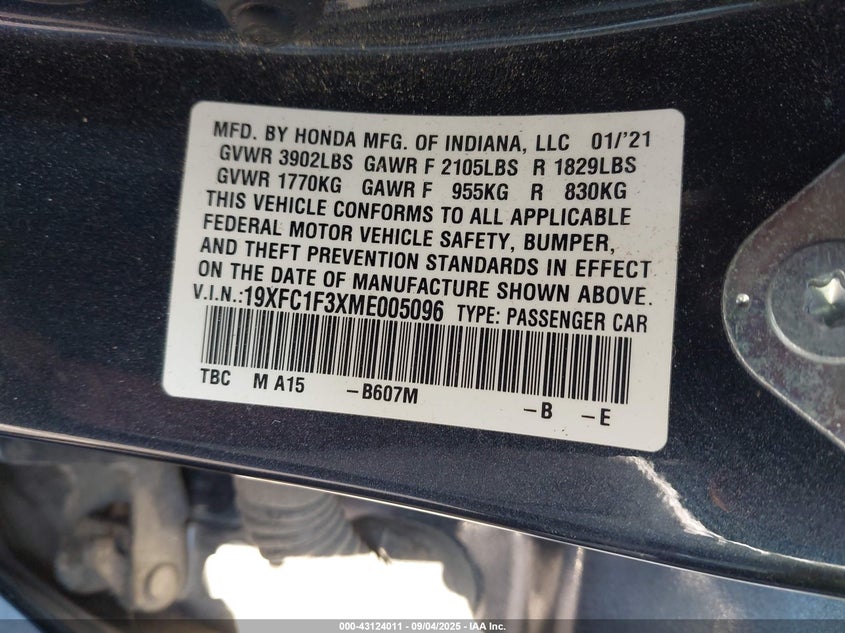 MFD. BY HONDA MFG. OF INDIANA, LLC 01/'21
GVWR 3902LBS GAWR F 2105LBS R 1829LBS
GVWR 1770KG GAWR F 955KG R 830KG
THIS VEHICLE CONFORMS TO ALL APPLICABLE
FEDERAL MOTOR VEHICLE SAFETY, BUMPER,
AND THEFT PREVENTION STANDARDS IN EFFECT
ON THE DATE OF MANUFACTURE SHOWN ABOVE.
V.I.N.:19XFC1F3XME005096 TYPE: PASSENGER CAR
TBC M A15 -B607M -B -E
000-43124011 - 09/04/2025 - IAA Inc.